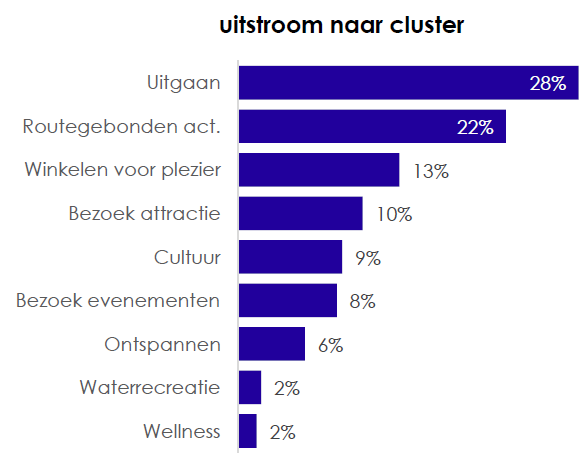 uitstroom naar cluster
Uitgaan 28%
Routegebonden act. 22%
Winkelen voor plezier 13%
Bezoek attractie 10%
Cultuur 9%
Bezoek evenementen 8%
Ontspannen 6%
Waterrecreatie 2%
Wellness 2%